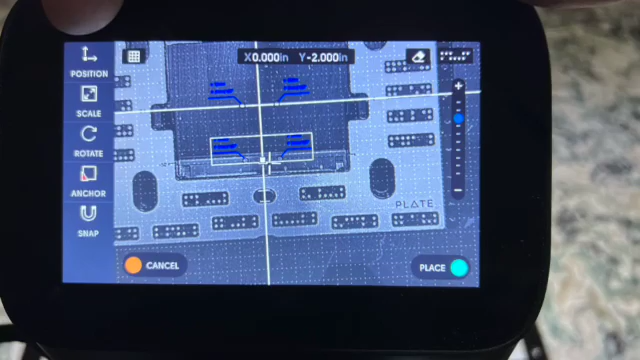 POSITION
SCALE
ROTATE
ANCHOR
SNAP
X0.000in Y-2.000in
+
−
PLATE
CANCEL
PLACE